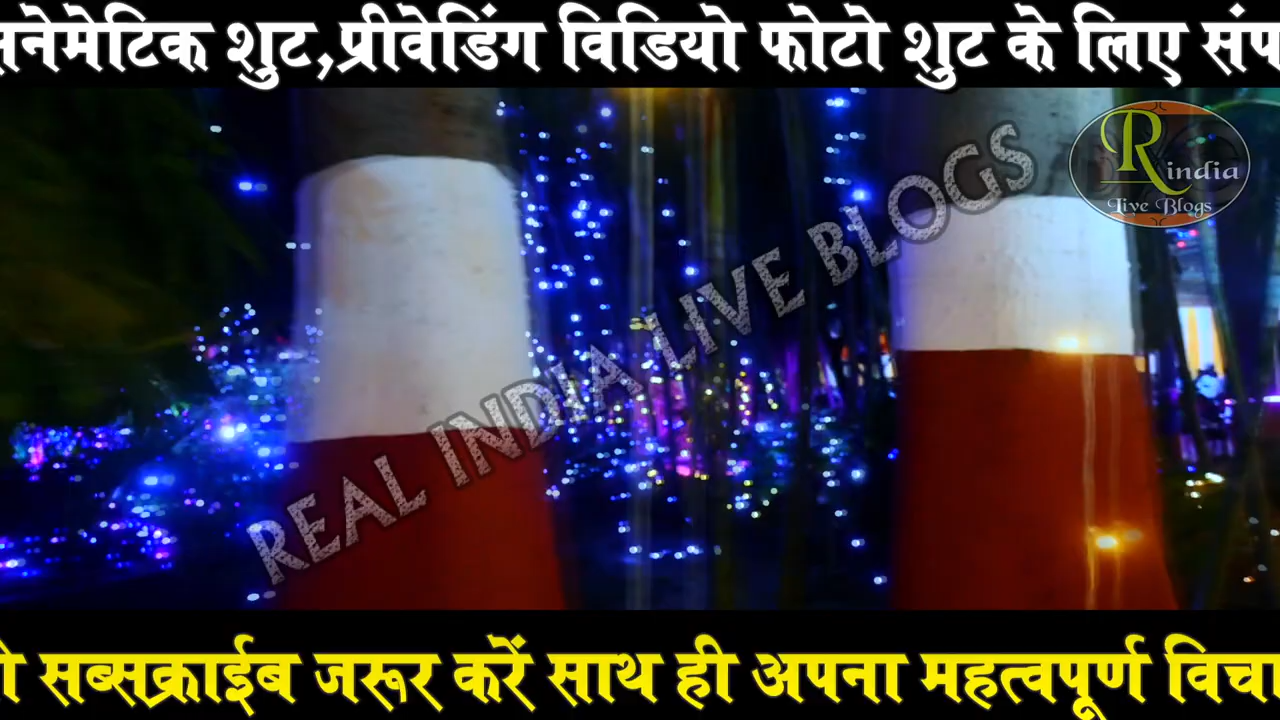 सिनेमेटिक शुट,प्रीवेडिंग विडियो फोटो शुट के लिए संप
R india
Live Blogs
REAL INDIA LIVE BLOGS
सब्सक्राईब जरूर करें साथ ही अपना महत्वपूर्ण विचा